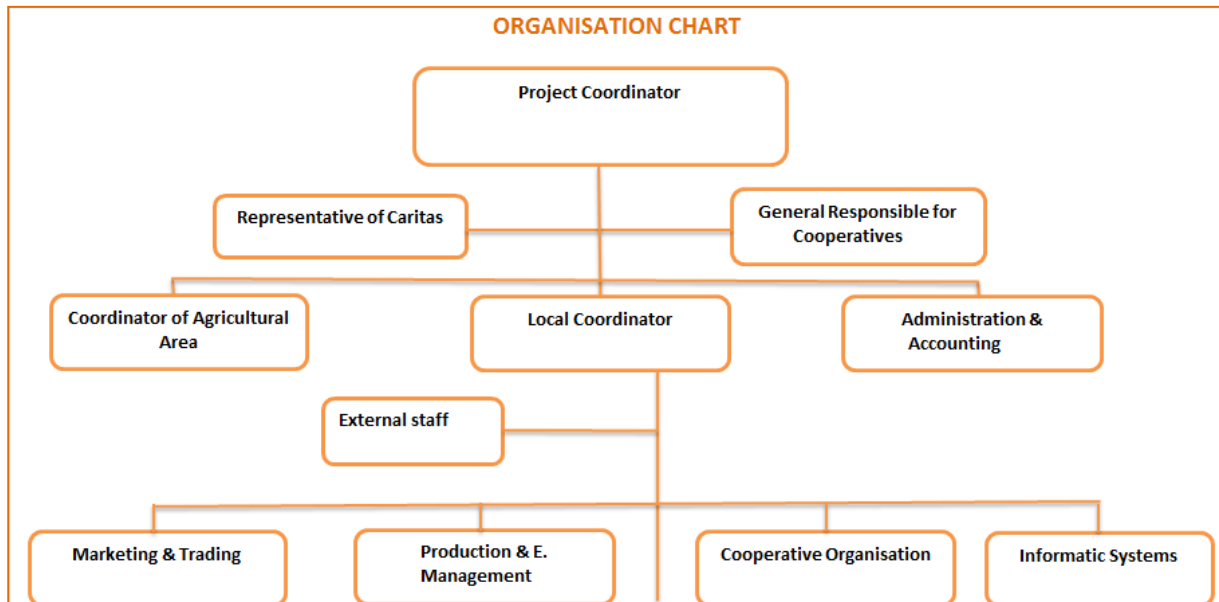 ORGANISATION CHART
Project Coordinator
Representative of Caritas
General Responsible for
Cooperatives
Coordinator of Agricultural
Area
Local Coordinator
Administration &
Accounting
External staff
Marketing & Trading
Production & E.
Management
Cooperative Organisation
Informatic Systems